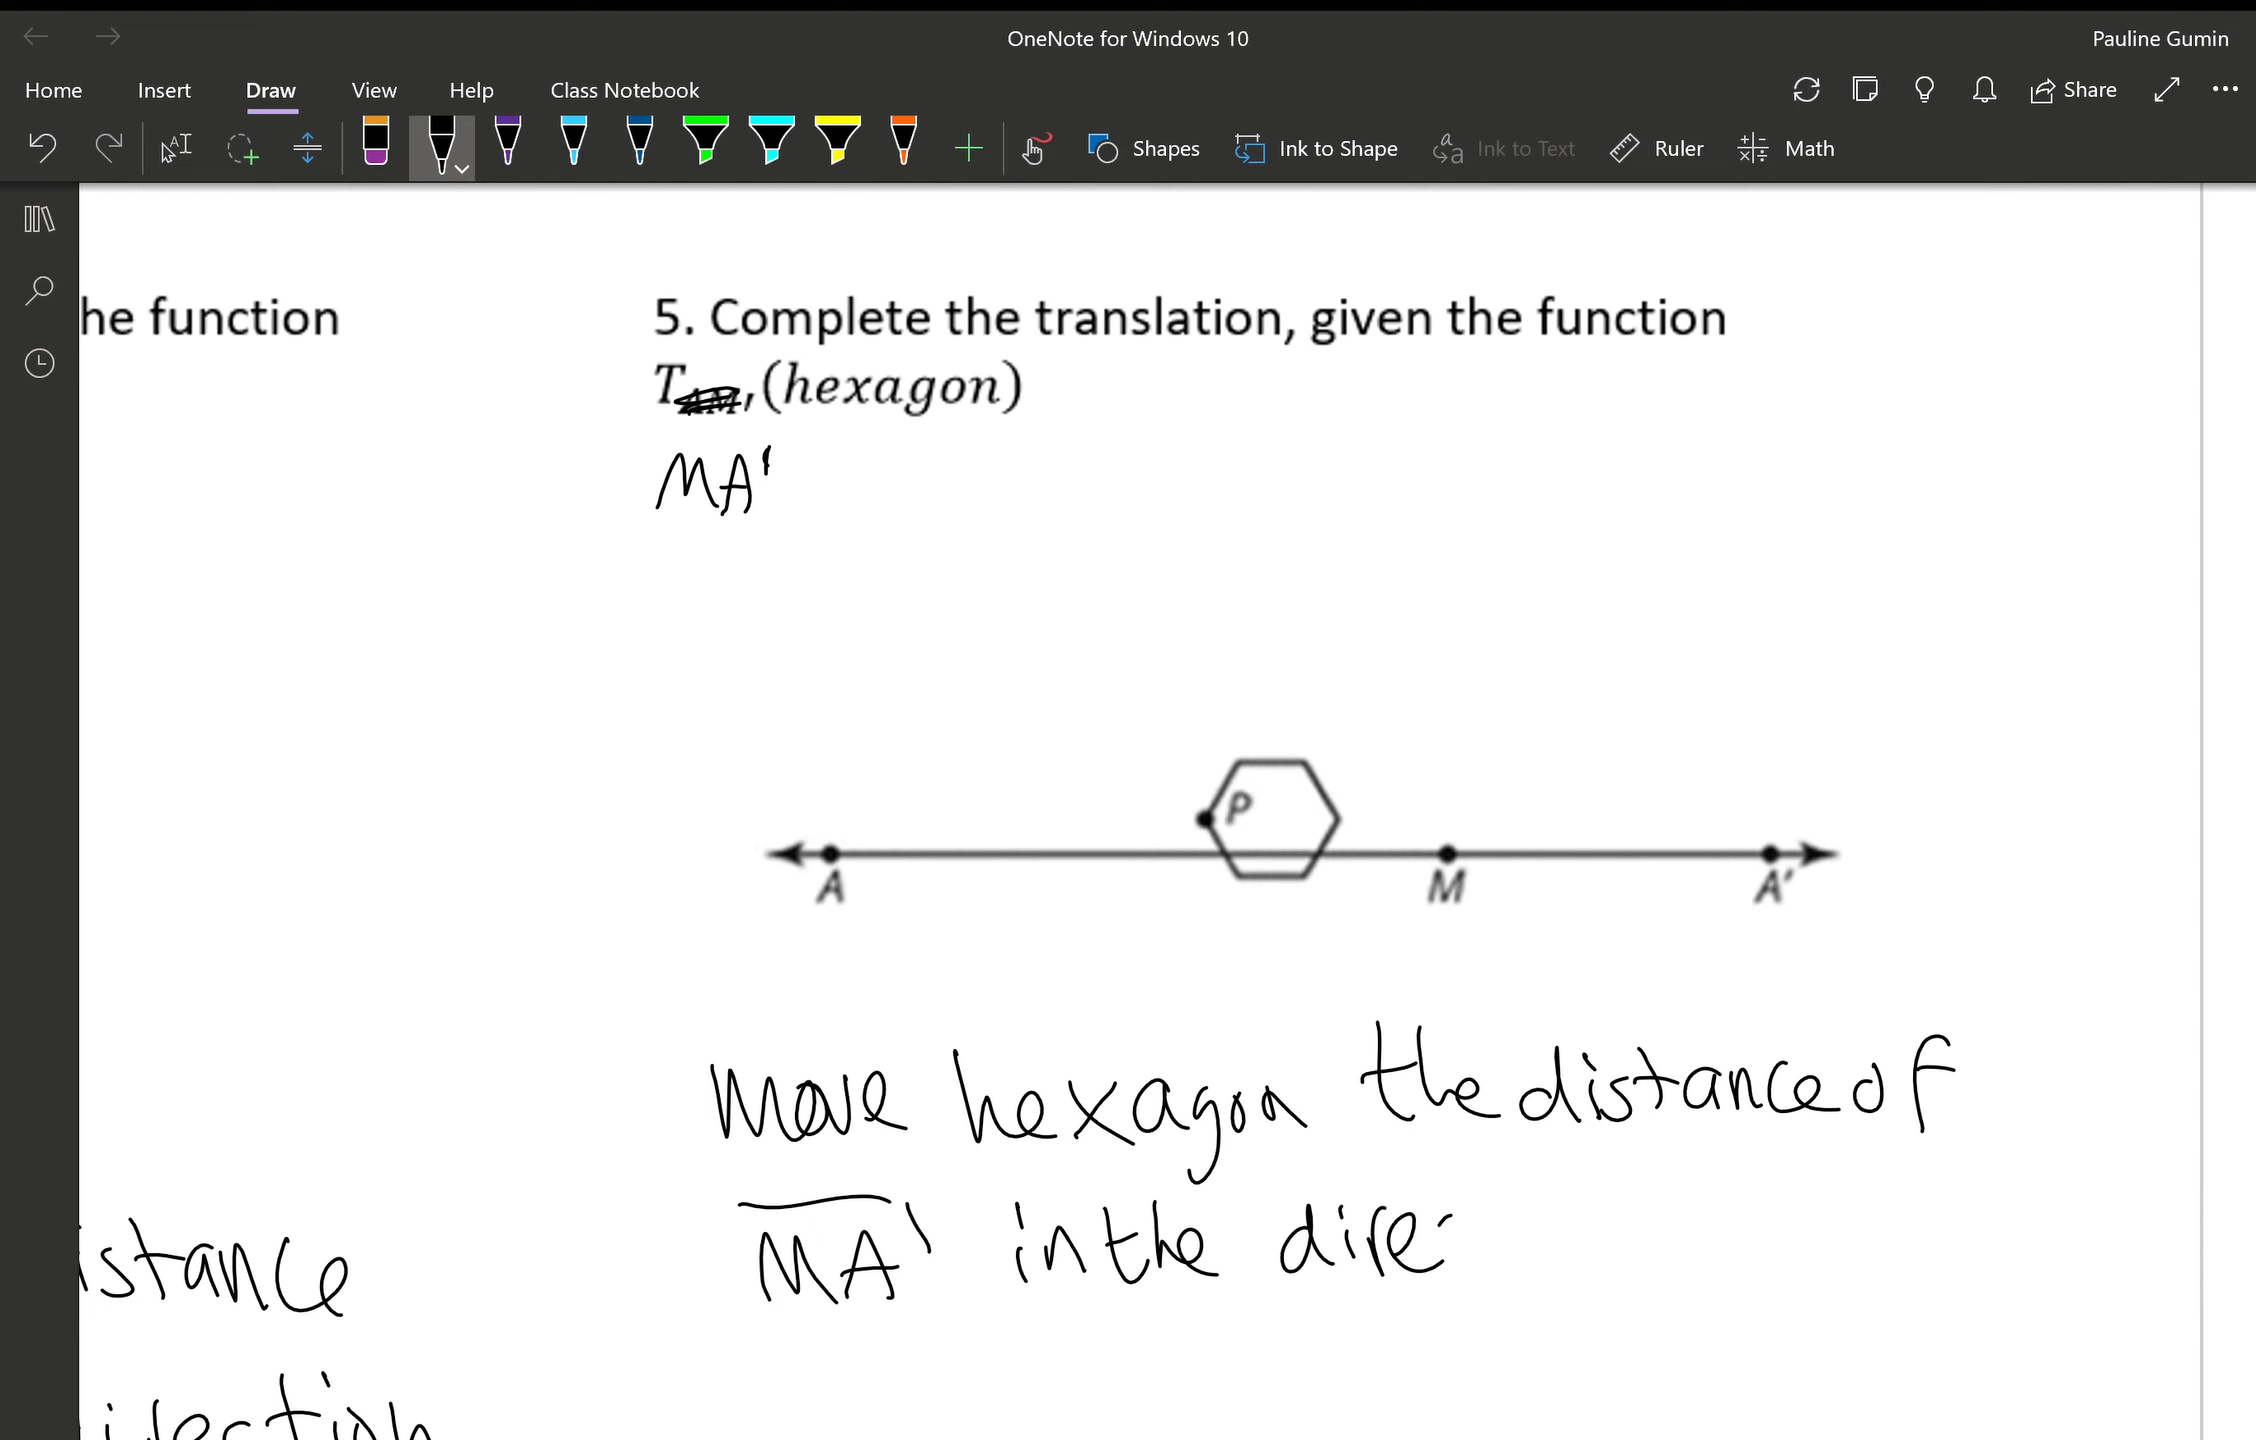 OneNote for Windows 10
Pauline Gumin
Home Insert Draw View Help Class Notebook
Share
Shapes Ink to Shape Ink to Text Ruler Math
he function
5. Complete the translation, given the function
T ′(hexagon)
MA'
P
A M A′
move hexagon the distance of
MA' in the dire
istance
irection